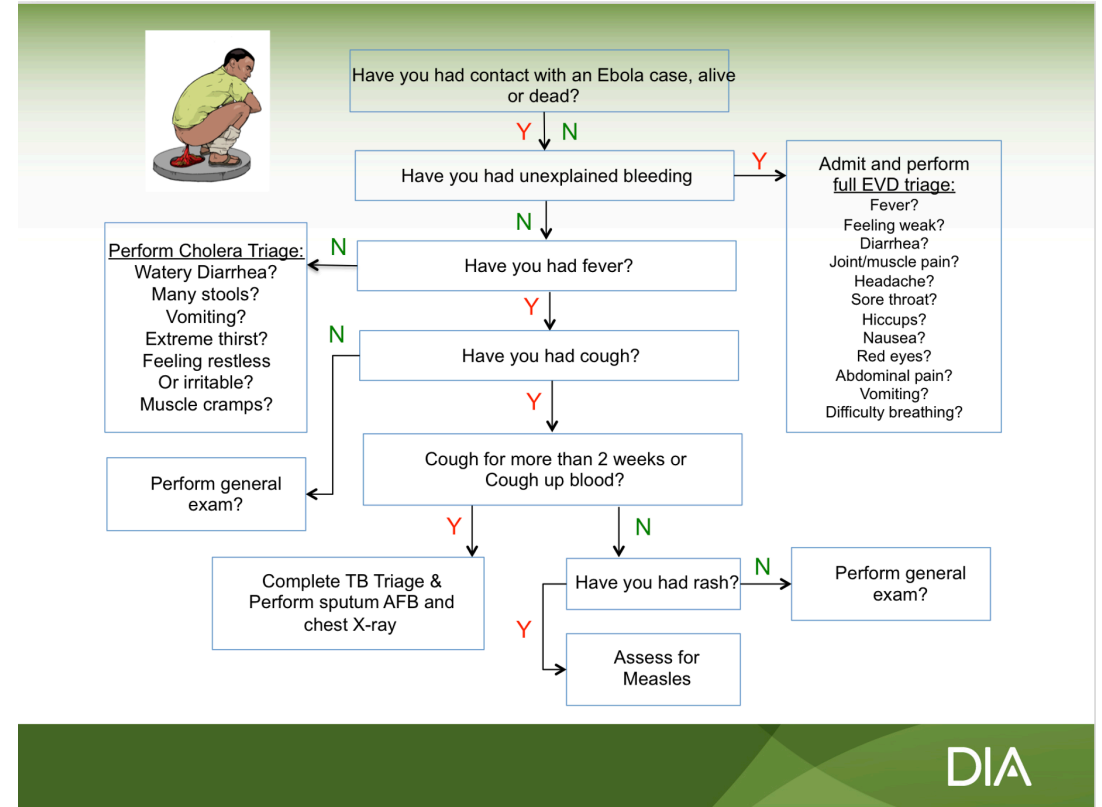 Have you had contact with an Ebola case, alive
or dead?
Y N
Have you had unexplained bleeding
Y
Admit and perform
full EVD triage:
Fever?
Feeling weak?
Diarrhea?
Joint/muscle pain?
Headache?
Sore throat?
Hiccups?
Nausea?
Red eyes?
Abdominal pain?
Vomiting?
Difficulty breathing?
N
Have you had fever?
N
Perform Cholera Triage:
Watery Diarrhea?
Many stools?
Vomiting?
Extreme thirst?
Feeling restless
Or irritable?
Muscle cramps?
Y
Have you had cough?
N
Perform general
exam?
Y
Cough for more than 2 weeks or
Cough up blood?
Y
N
Complete TB Triage &
Perform sputum AFB and
chest X-ray
Have you had rash?
N
Perform general
exam?
Y
Assess for
Measles
DIA